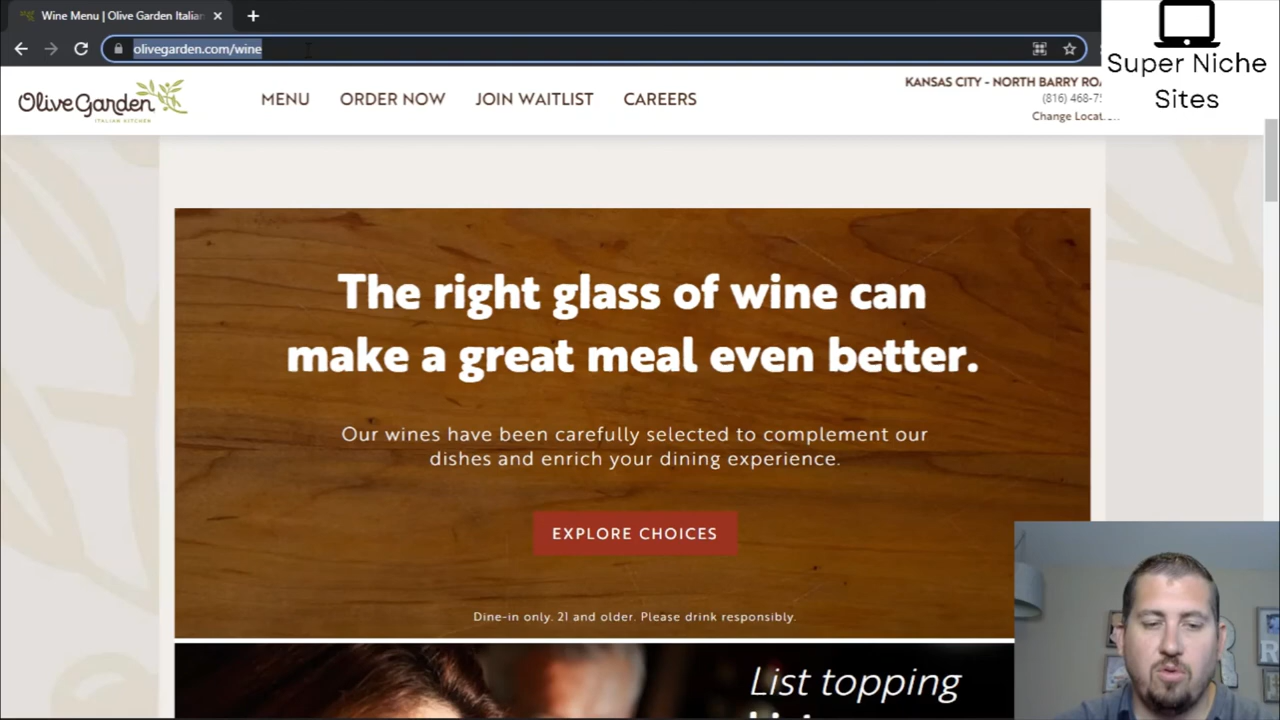 Wine Menu | Olive Garden Italian
olivegarden.com/wine
Super Niche
Sites
Olive Garden
ITALIAN KITCHEN
MENU
ORDER NOW
JOIN WAITLIST
CAREERS
KANSAS CITY - NORTH BARRY
(816) 468-7
Change
The right glass of wine can
make a great meal even better.
Our wines have been carefully selected to complement our
dishes and enrich your dining experience.
EXPLORE CHOICES
Dine-in only. 21 and older. Please drink responsibly.
List topping